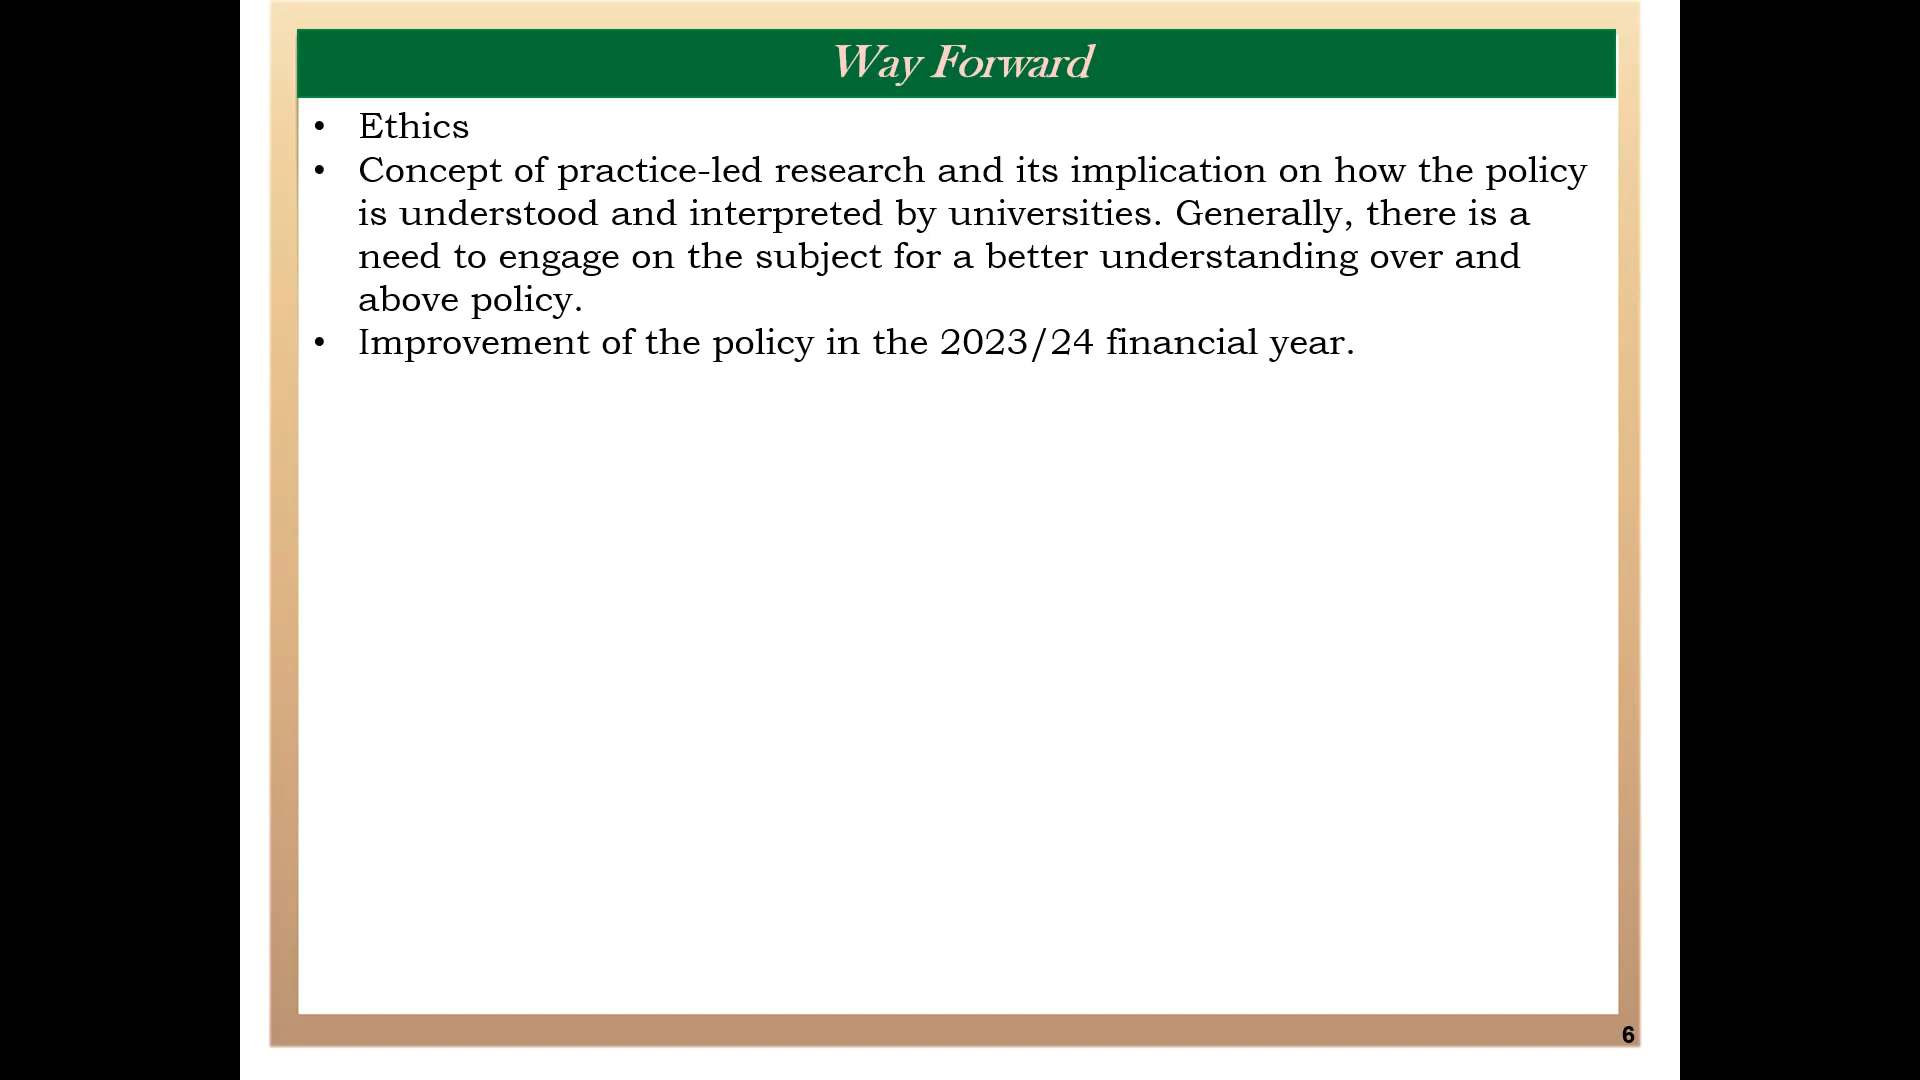 Way Forward
• Ethics
• Concept of practice-led research and its implication on how the policy
is understood and interpreted by universities. Generally, there is a
need to engage on the subject for a better understanding over and
above policy.
• Improvement of the policy in the 2023/24 financial year.
6